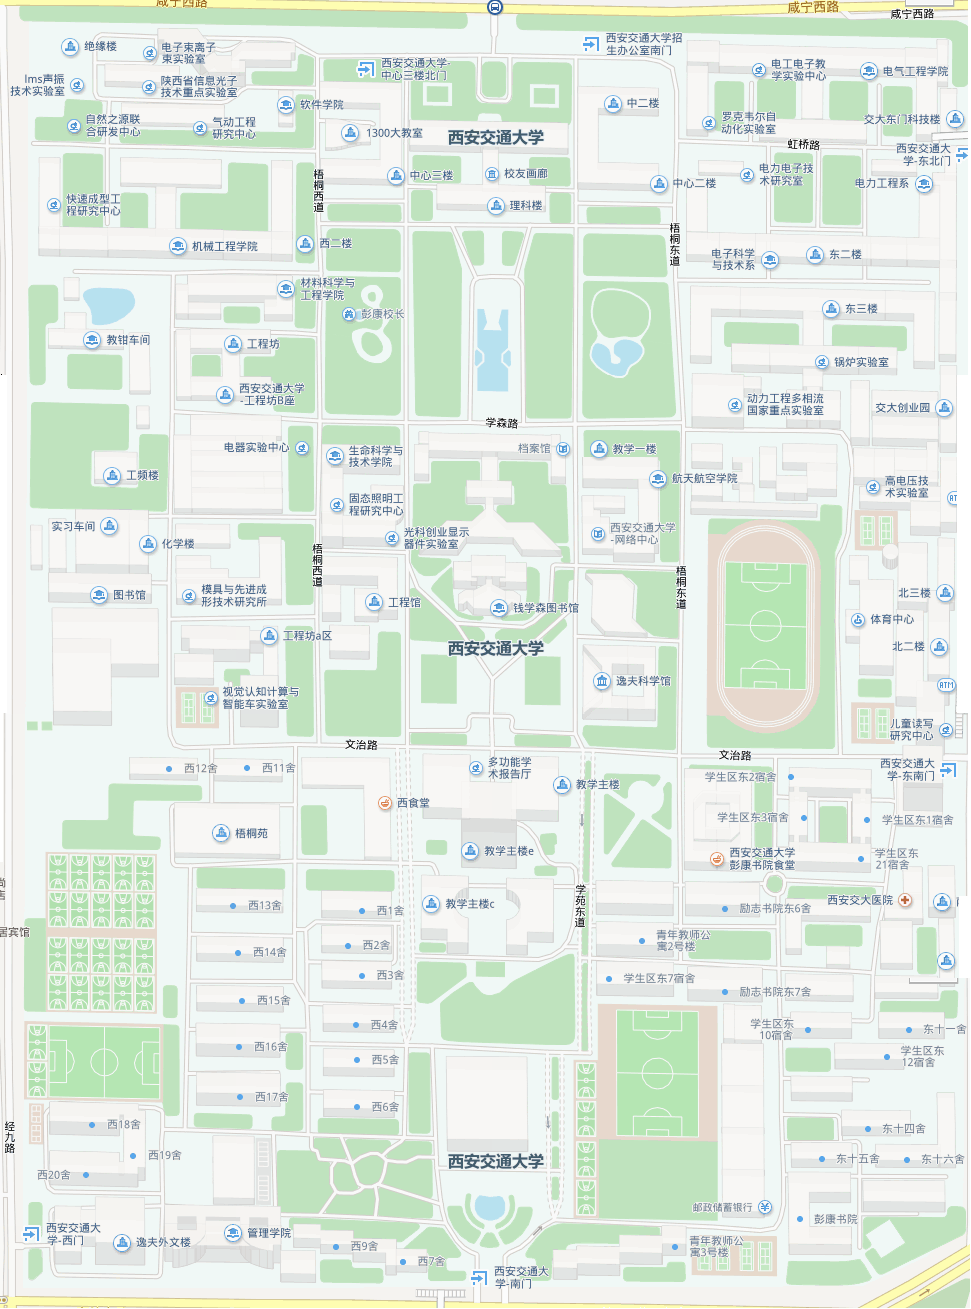 咸宁西路
咸宁西路
咸宁西路
绝缘楼
电子束离子
束实验室
西安交通大学-
中心三楼北门
西安交通大学招
生办公室南门
电工电子教
学实验中心
电气工程学院
lms声振
技术实验室
陕西省信息光子
技术重点实验室
软件学院
中二楼
自然之源联
合研发中心
气动工程
研究中心
1300大教室
西安交通大学
罗克韦尔自
动化实验室
交大东门科技楼
虹桥路
西安交通大
学-东北门
中心三楼
校友画廊
中心二楼
电力电子技
术研究室
电力工程系
梧桐西道
快速成型工
程研究中心
理科楼
机械工程学院
西二楼
梧桐东道
电子科学
与技术系
东二楼
材料科学与
工程学院
彭康校长
东三楼
教钳车间
工程坊
锅炉实验室
西安交通大学
-工程坊B座
动力工程多相流
国家重点实验室
交大创业园
学森路
电器实验中心
生命科学与
技术学院
档案馆
教学一楼
工频楼
航天航空学院
高电压技
术实验室
ATM
固态照明工
程研究中心
实习车间
化学楼
光科创业显示
器件实验室
西安交通大学
-网络中心
梧桐西道
梧桐东道
图书馆
模具与先进成
形技术研究所
工程馆
钱学森图书馆
北三楼
体育中心
工程坊a区
西安交通大学
北二楼
逸夫科学馆
ATM
视觉认知计算与
智能车实验室
儿童读写
研究中心
文治路
文治路
西12舍
西11舍
多功能学
术报告厅
教学主楼
学生区东2宿舍
西安交通大学
学-东南门
西食堂
学生区东3宿舍
学生区东1宿舍
梧桐苑
教学主楼e
西安交通大学
彭康书院食堂
学生区东
21宿舍
学苑东道
西13舍
西1舍
教学主楼c
励志书院东6舍
西安交大医院
居宾馆
西14舍
西2舍
青年教师公
寓2号楼
西3舍
学生区东7宿舍
西15舍
励志书院东7舍
西4舍
学生区东
10宿舍
东十一舍
西16舍
西5舍
学生区东
12宿舍
西17舍
西6舍
经九路
西18舍
东十四舍
西19舍
西安交通大学
东十五舍
东十六舍
西20舍
邮政储蓄银行
彭康书院
西安交通大
学-西门
逸夫外文楼
管理学院
西9舍
西7舍
青年教师公
寓3号楼
西安交通大
学-南门